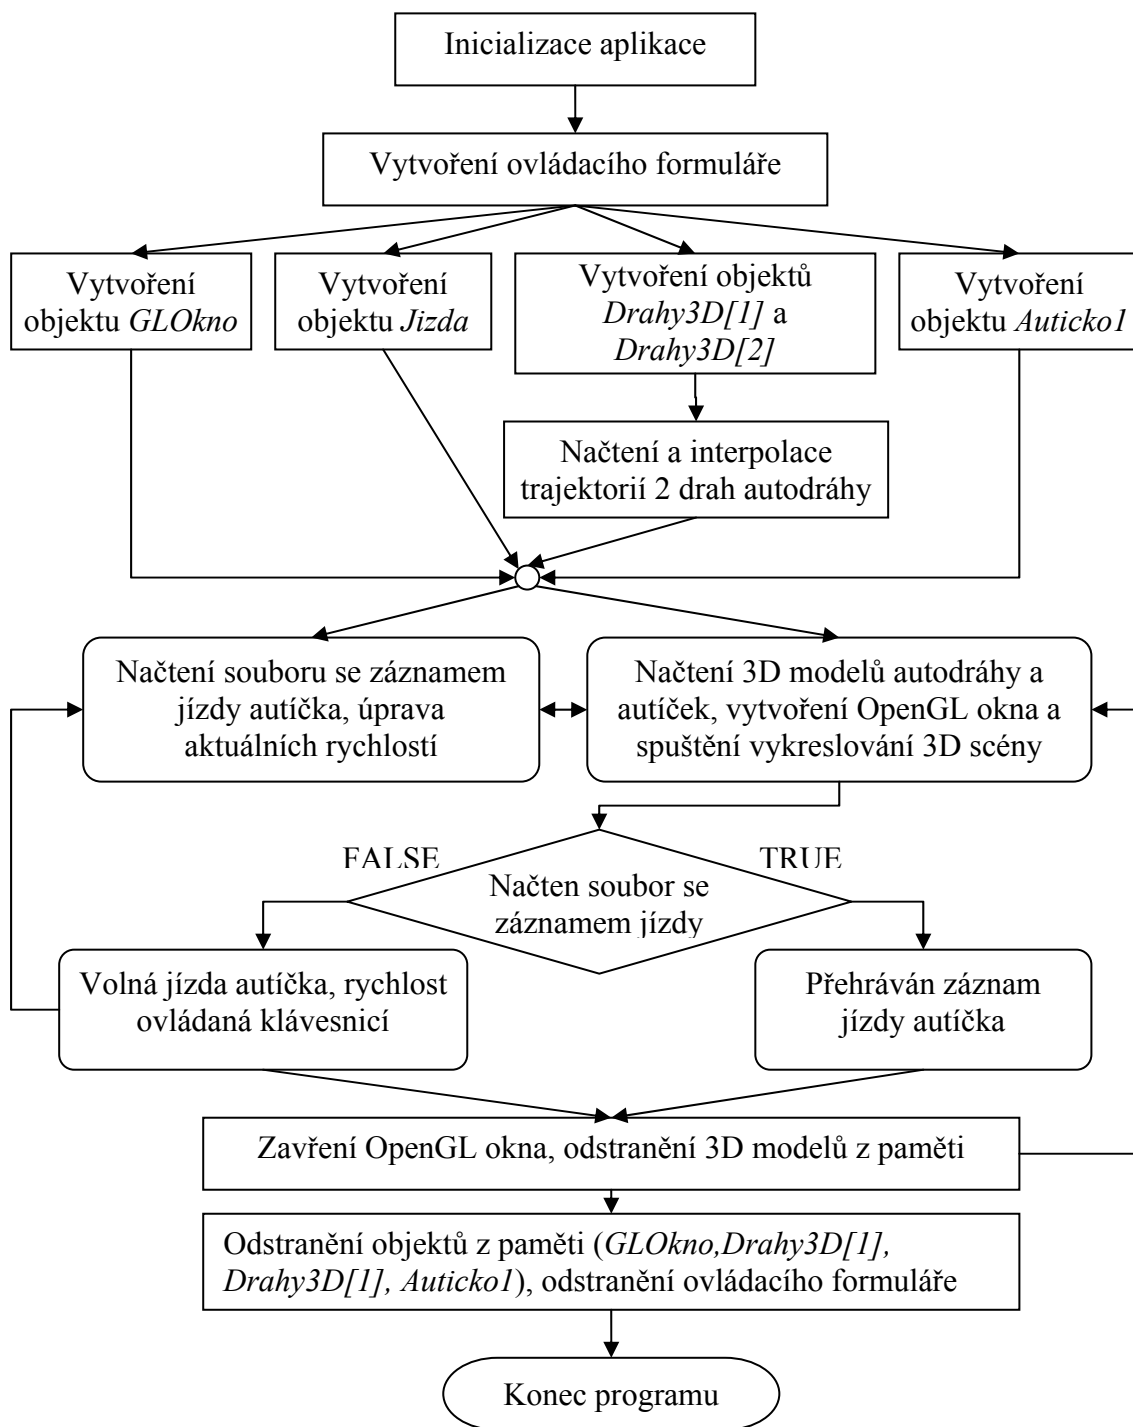 Inicializace aplikace
Vytvoření ovládacího formuláře
Vytvoření
objektu GLOkno
Vytvoření
objektu Jizda
Vytvoření objektů
Drahy3D[1] a
Drahy3D[2]
Vytvoření
objektu Auticko1
Načtení a interpolace
trajektorií 2 drah autodráhy
Načtení souboru se záznamem
jízdy autíčka, úprava
aktuálních rychlostí
Načtení 3D modelů autodráhy a
autíček, vytvoření OpenGL okna a
spuštění vykreslování 3D scény
FALSE
TRUE
Načten soubor se
záznamem jízdy
Volná jízda autíčka, rychlost
ovládaná klávesnicí
Přehráván záznam
jízdy autíčka
Zavření OpenGL okna, odstranění 3D modelů z paměti
Odstranění objektů z paměti (GLOkno,Drahy3D[1],
Drahy3D[1], Auticko1), odstranění ovládacího formuláře
Konec programu